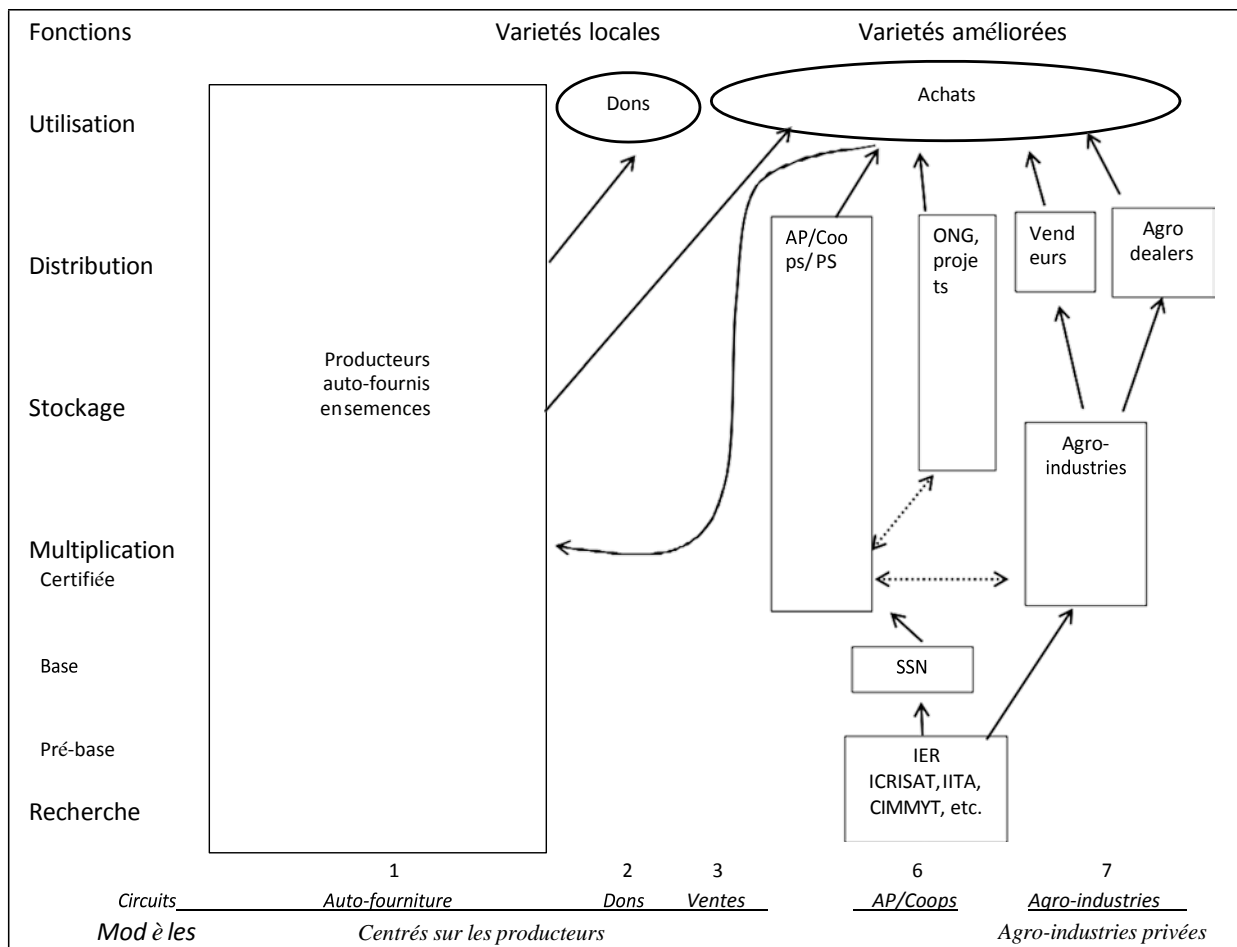 Fonctions Varietés locales Varietés améliorées
Dons Achats
Utilisation
AP/Coo
ps/ PS
ONG,
proje
ts
Vend
eurs
Agro
dealers
Distribution
Producteurs
auto-fournis
en semences
Stockage
Agro-
industries
Multiplication
Certifiée
Base
SSN
Pré-base
IER
ICRISAT, IITA,
CIMMYT, etc.
Recherche
1 2 3 6 7
Circuits Auto-fourniture Dons Ventes AP/Coops Agro-industries
Mod è les Centrés sur les producteurs Agro-industries privées